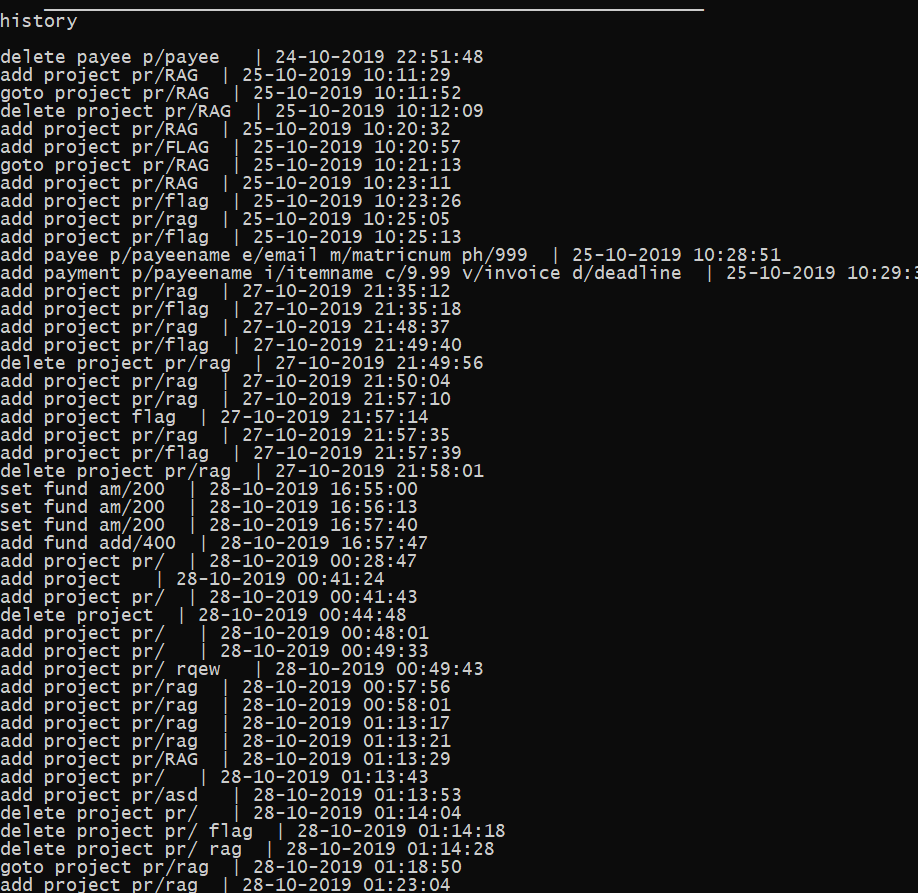 history
delete payee p/payee   | 24-10-2019 22:51:48
add project pr/RAG  | 25-10-2019 10:11:29
goto project pr/RAG  | 25-10-2019 10:11:52
delete project pr/RAG  | 25-10-2019 10:12:09
add project pr/RAG  | 25-10-2019 10:20:32
add project pr/FLAG  | 25-10-2019 10:20:57
goto project pr/RAG  | 25-10-2019 10:21:13
add project pr/RAG  | 25-10-2019 10:23:11
add project pr/flag  | 25-10-2019 10:23:26
add project pr/rag  | 25-10-2019 10:25:05
add project pr/flag  | 25-10-2019 10:25:13
add payee p/payeename e/email m/matricnum ph/999  | 25-10-2019 10:28:51
add payment p/payeename i/itemname c/9.99 v/invoice d/deadline  | 25-10-2019 10:29:3
add project pr/rag  | 27-10-2019 21:35:12
add project pr/flag  | 27-10-2019 21:35:18
add project pr/rag  | 27-10-2019 21:48:37
add project pr/flag  | 27-10-2019 21:49:40
delete project pr/rag  | 27-10-2019 21:49:56
add project pr/rag  | 27-10-2019 21:50:04
add project pr/rag  | 27-10-2019 21:57:10
add project flag  | 27-10-2019 21:57:14
add project pr/rag  | 27-10-2019 21:57:35
add project pr/flag  | 27-10-2019 21:57:39
delete project pr/rag  | 27-10-2019 21:58:01
set fund am/200  | 28-10-2019 16:55:00
set fund am/200  | 28-10-2019 16:56:13
set fund am/200  | 28-10-2019 16:57:40
add fund add/400  | 28-10-2019 16:57:47
add project pr/  | 28-10-2019 00:28:47
add project   | 28-10-2019 00:41:24
add project pr/  | 28-10-2019 00:41:43
delete project  | 28-10-2019 00:44:48
add project pr/   | 28-10-2019 00:48:01
add project pr/   | 28-10-2019 00:49:33
add project pr/ rqew   | 28-10-2019 00:49:43
add project pr/rag  | 28-10-2019 00:57:56
add project pr/rag  | 28-10-2019 00:58:01
add project pr/rag  | 28-10-2019 01:13:17
add project pr/rag  | 28-10-2019 01:13:21
add project pr/RAG  | 28-10-2019 01:13:29
add project pr/   | 28-10-2019 01:13:43
add project pr/asd   | 28-10-2019 01:13:53
delete project pr/   | 28-10-2019 01:14:04
delete project pr/ flag  | 28-10-2019 01:14:18
delete project pr/ rag  | 28-10-2019 01:14:28
goto project pr/rag  | 28-10-2019 01:18:50
add project pr/rag  | 28-10-2019 01:23:04